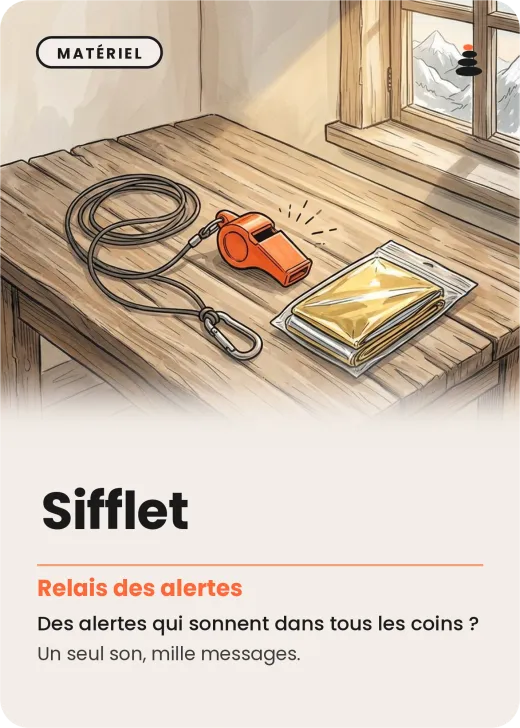 MATÉRIEL
Sifflet
Relais des alertes
Des alertes qui sonnent dans tous les coins ?
Un seul son, mille messages.